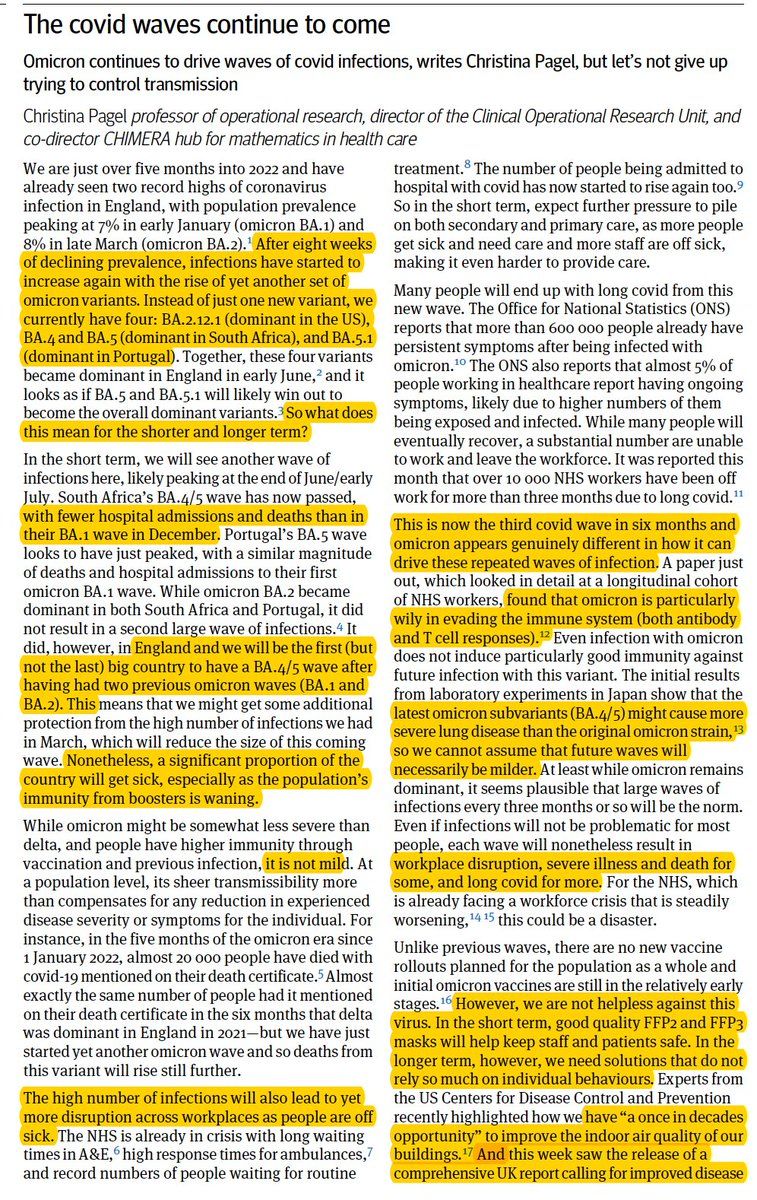 The covid waves continue to come
Omicron continues to drive waves of covid infections, writes Christina Pagel, but let's not give up
trying to control transmission
Christina Pagel professor of operational research, director of the Clinical Operational Research Unit, and
co-director CHIMERA hub for mathematics in health care
We are just over five months into 2022 and have
already seen two record highs of coronavirus
infection in England, with population prevalence
peaking at 7% in early January (omicron BA.1) and
8% in late March (omicron BA.2).1 After eight weeks
of declining prevalence, infections have started to
increase again with the rise of yet another set of
omicron variants. Instead of just one new variant, we
currently have four: BA.2.12.1 (dominant in the US),
BA.4 and BA.5 (dominant in South Africa), and BA.5.1
(dominant in Portugal). Together, these four variants
became dominant in England in early June,2 and it
looks as if BA.5 and BA.5.1 will likely win out to
become the overall dominant variants.3 So what does
this mean for the shorter and longer term?
In the short term, we will see another wave of
infections here, likely peaking at the end of June/early
July. South Africa's BA.4/5 wave has now passed,
with fewer hospital admissions and deaths than in
their BA.1 wave in December. Portugal's BA.5 wave
looks to have just peaked, with a similar magnitude
of deaths and hospital admissions to their first
omicron BA.1 wave. While omicron BA.2 became
dominant in both South Africa and Portugal, it did
not result in a second large wave of infections.4 It
did, however, in England and we will be the first (but
not the last) big country to have a BA.4/5 wave after
having had two previous omicron waves (BA.1 and
BA.2). This means that we might get some additional
protection from the high number of infections we had
in March, which will reduce the size of this coming
wave. Nonetheless, a significant proportion of the
country will get sick, especially as the population's
immunity from boosters is waning.
While omicron might be somewhat less severe than
delta, and people have higher immunity through
vaccination and previous infection, it is not mild. At
a population level, its sheer transmissibility more
than compensates for any reduction in experienced
disease severity or symptoms for the individual. For
instance, in the five months of the omicron era since
1 January 2022, almost 20 000 people have died with
covid-19 mentioned on their death certificate.5 Almost
exactly the same number of people had it mentioned
on their death certificate in the six months that delta
was dominant in England in 2021—but we have just
started yet another omicron wave and so deaths from
this variant will rise still further.
The high number of infections will also lead to yet
more disruption across workplaces as people are off
sick. The NHS is already in crisis with long waiting
times in A&E,6 high response times for ambulances,7
and record numbers of people waiting for routine
treatment.8 The number of people being admitted to
hospital with covid has now started to rise again too.9
So in the short term, expect further pressure to pile
on both secondary and primary care, as more people
get sick and need care and more staff are off sick,
making it even harder to provide care.
Many people will end up with long covid from this
new wave. The Office for National Statistics (ONS)
reports that more than 600 000 people already have
persistent symptoms after being infected with
omicron.10 The ONS also reports that almost 5% of
people working in healthcare report having ongoing
symptoms, likely due to higher numbers of them
being exposed and infected. While many people will
eventually recover, a substantial number are unable
to work and leave the workforce. It was reported this
month that over 10 000 NHS workers have been off
work for more than three months due to long covid.11
This is now the third covid wave in six months and
omicron appears genuinely different in how it can
drive these repeated waves of infection. A paper just
out, which looked in detail at a longitudinal cohort
of NHS workers, found that omicron is particularly
wily in evading the immune system (both antibody
and T cell responses).12 Even infection with omicron
does not induce particularly good immunity against
future infection with this variant. The initial results
from laboratory experiments in Japan show that the
latest omicron subvariants (BA.4/5) might cause more
severe lung disease than the original omicron strain,13
so we cannot assume that future waves will
necessarily be milder. At least while omicron remains
dominant, it seems plausible that large waves of
infections every three months or so will be the norm.
Even if infections will not be problematic for most
people, each wave will nonetheless result in
workplace disruption, severe illness and death for
some, and long covid for more. For the NHS, which
is already facing a workforce crisis that is steadily
worsening,14 15 this could be a disaster.
Unlike previous waves, there are no new vaccine
rollouts planned for the population as a whole and
initial omicron vaccines are still in the relatively early
stages.16 However, we are not helpless against this
virus. In the short term, good quality FFP2 and FFP3
masks will help keep staff and patients safe. In the
longer term, however, we need solutions that do not
rely so much on individual behaviours. Experts from
the US Centers for Disease Control and Prevention
recently highlighted how we have "a once in decades
opportunity" to improve the indoor air quality of our
buildings.17 And this week saw the release of a
comprehensive UK report calling for improved disease